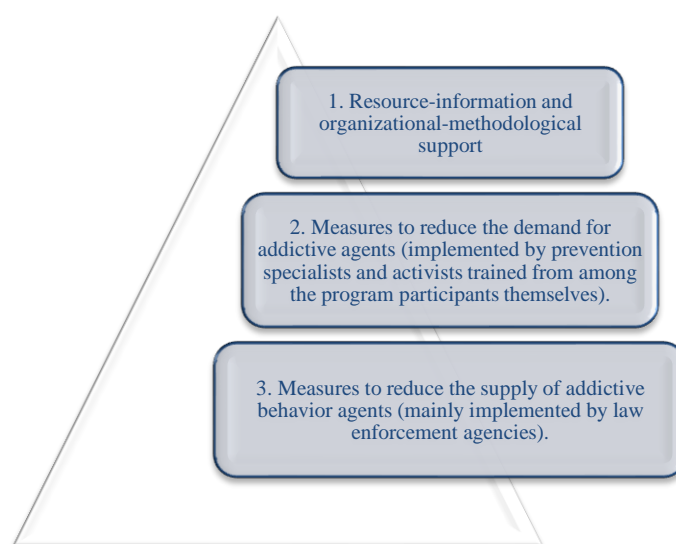 1. Resource-information and
organizational-methodological
support
2. Measures to reduce the demand for
addictive agents (implemented by prevention
specialists and activists trained from among
the program participants themselves).
3. Measures to reduce the supply of addictive
behavior agents (mainly implemented by law
enforcement agencies).